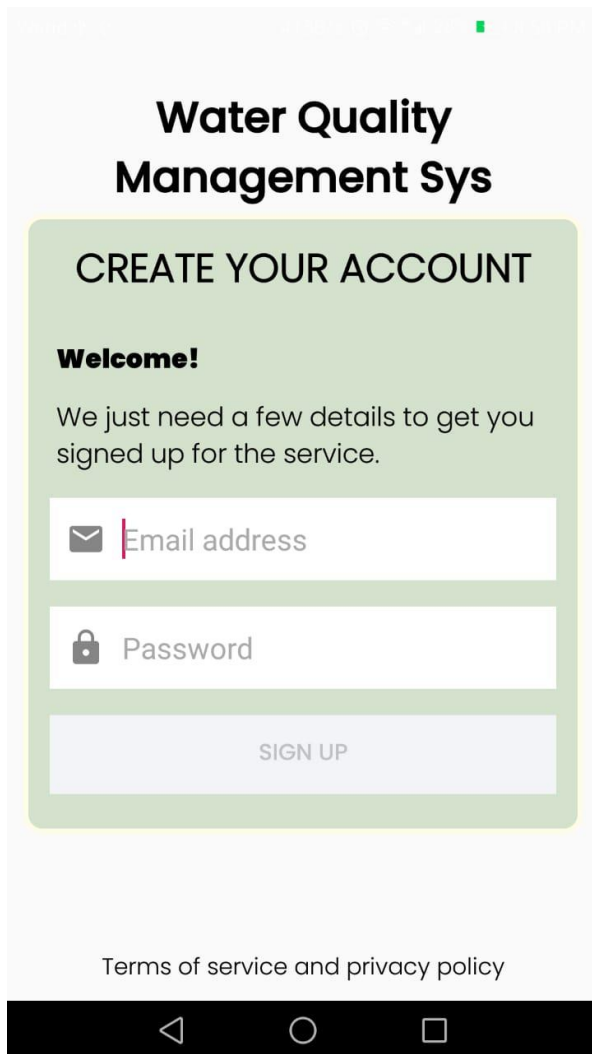 Water Quality
Management Sys
CREATE YOUR ACCOUNT
Welcome!
We just need a few details to get you
signed up for the service.
Email address
Password
SIGN UP
Terms of service and privacy policy